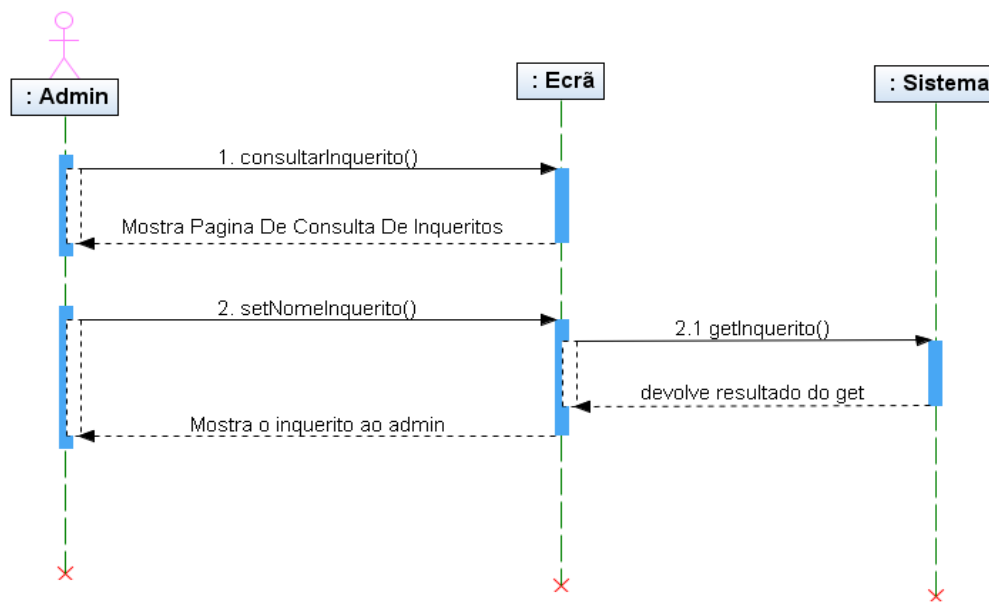 : Admin
: Ecrã
: Sistema
1. consultarInquerito()
Mostra Pagina De Consulta De Inqueritos
2. setNomeInquerito()
2.1 getInquerito()
devolve resultado do get
Mostra o inquerito ao admin